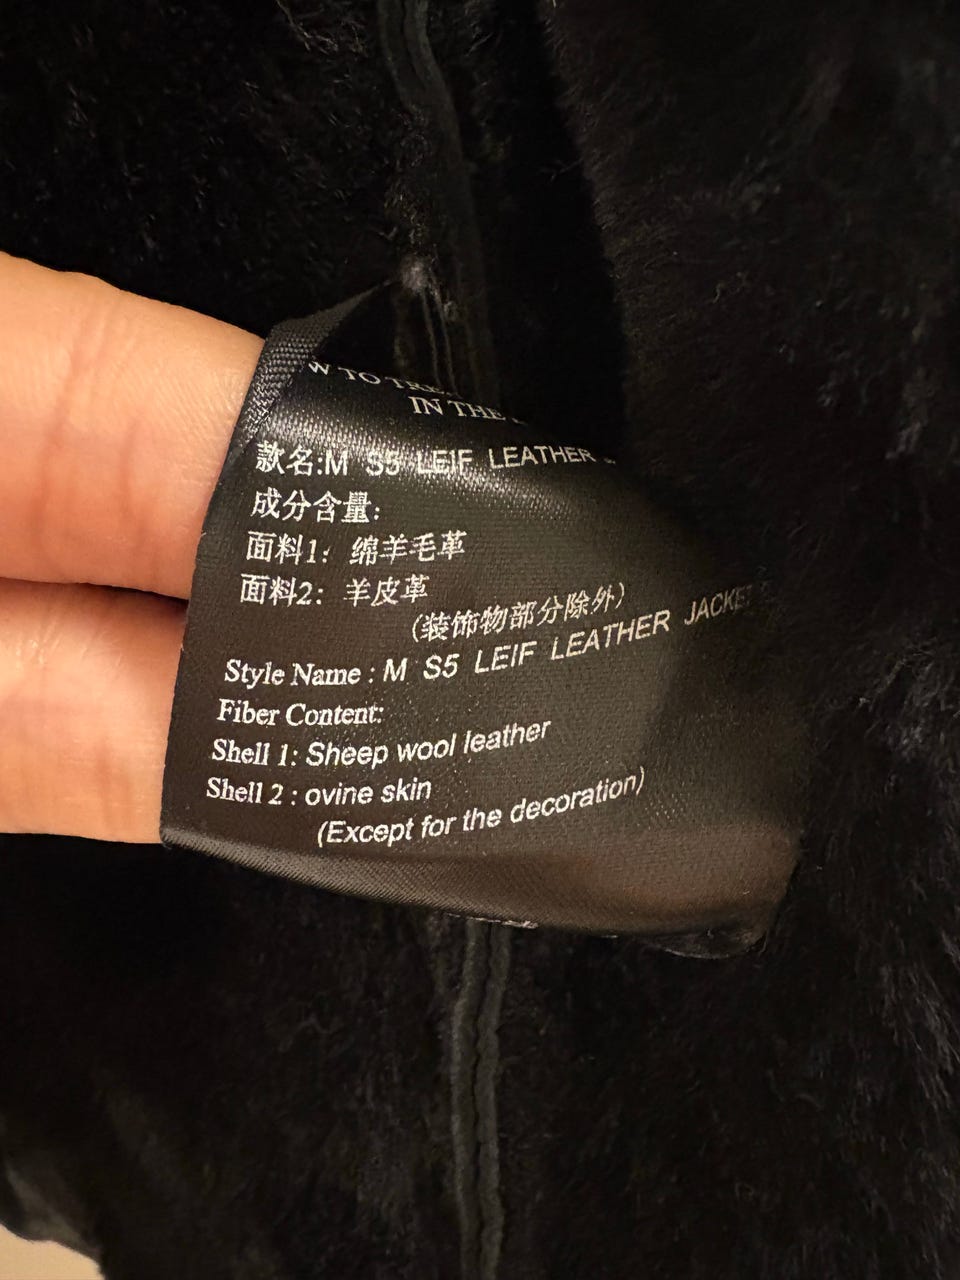 W TO
IN THE
款名:M S5 LEIF LEATHER
成分含量:
面料1: 绵羊毛革
面料2: 羊皮革
(装饰物部分除外)
Style Name : M S5 LEIF LEATHER JACKET
Fiber Content:
Shell 1: Sheep wool leather
Shell 2 : ovine skin
(Except for the decoration)